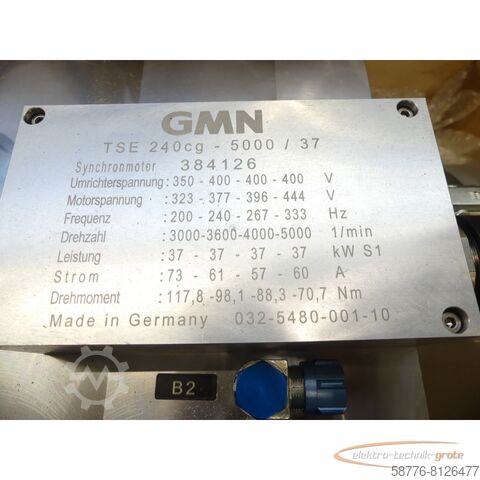 GMN
TSE 240cg - 5000 / 37
Synchronmotor 384126
Umrichterspannung : 350 - 400 - 400 - 400 V
Motorspannung : 323 - 377 - 396 - 444 V
Frequenz : 200 - 240 - 267 - 333 Hz
Drehzahl : 3000-3600-4000-5000 1/min
Leistung : 37 - 37 - 37 - 37 kW S1
Strom : 73 - 61 - 57 - 60 A
Drehmoment : 117,8 -98,1 -88,3 -70,7 Nm
Made in Germany 032-5480-001-10
B2
elektro-technik-grote
58776-8126477